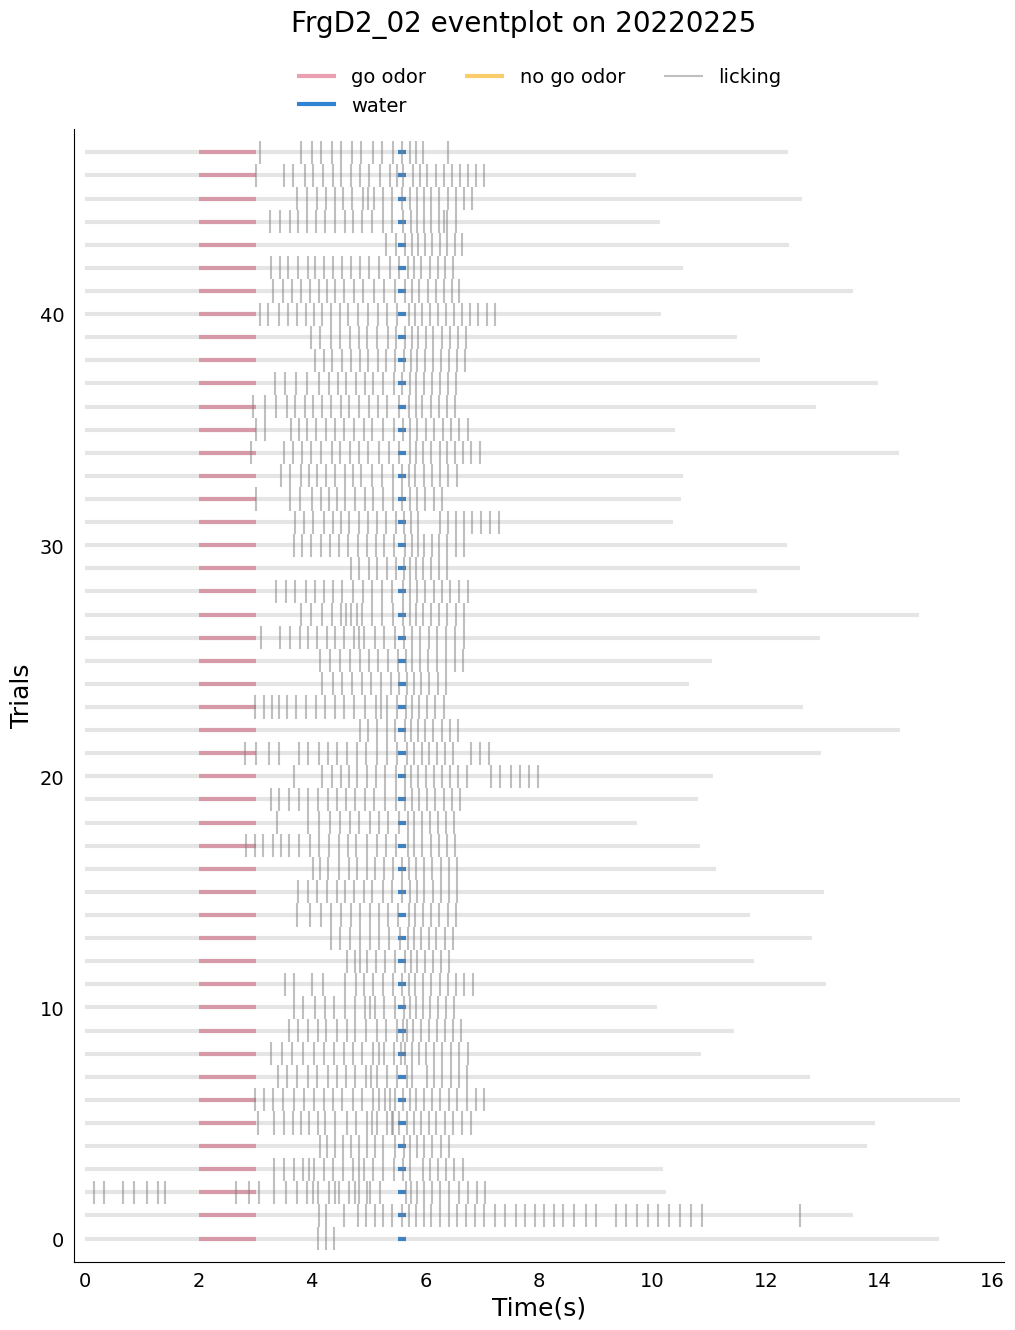 FrgD2_02 eventplot on 20220225
go odor no go odor licking
water
40
30
20
10
0
Trials
0 2 4 6 8 10 12 14 16
Time(s)